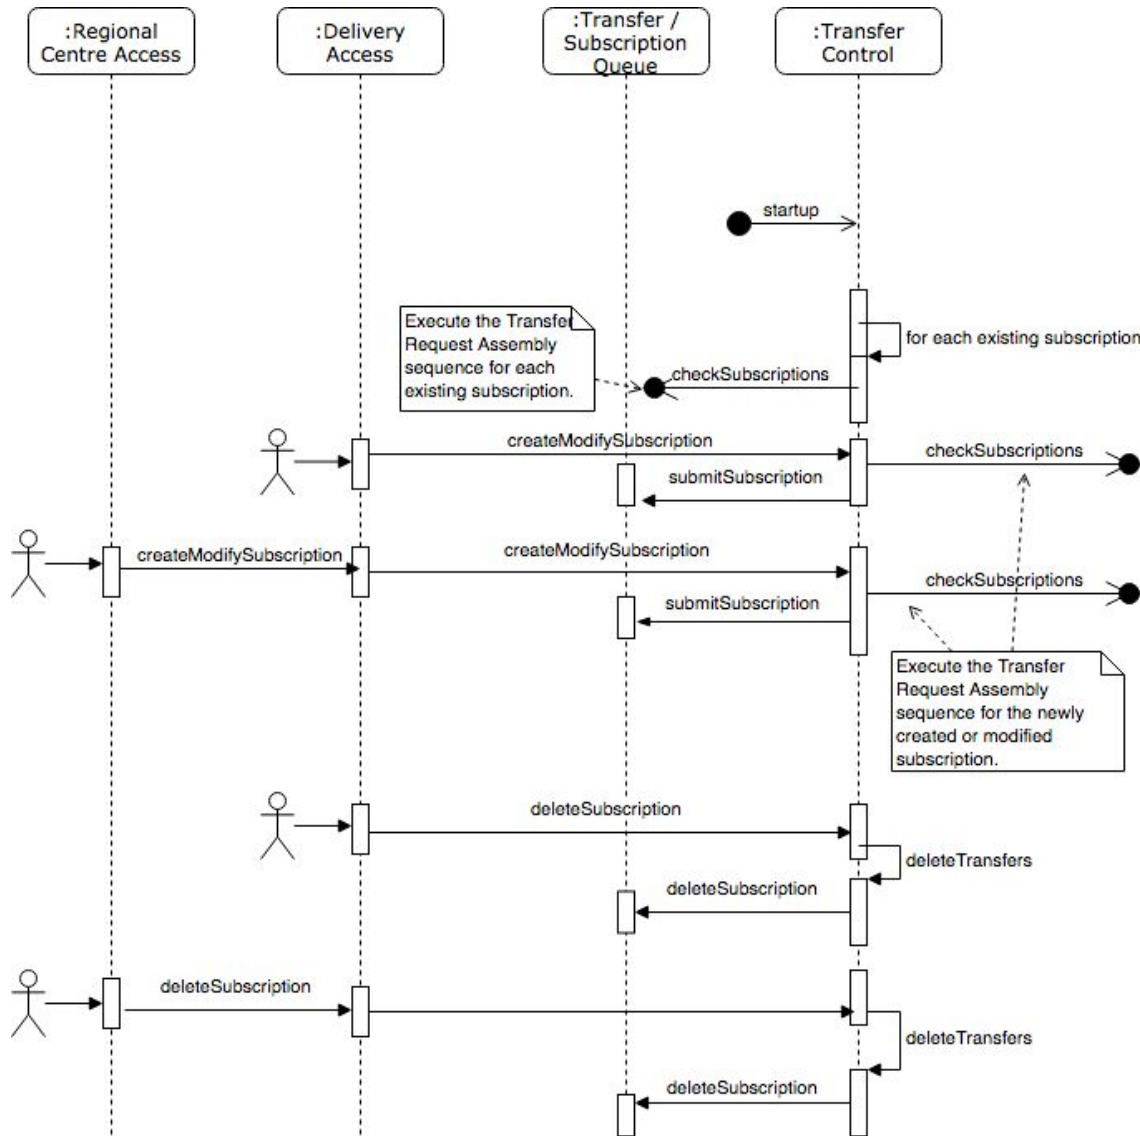 :Regional
Centre Access
:Delivery
Access
:Transfer /
Subscription
Queue
:Transfer
Control
startup
for each existing subscription
Execute the Transfer
Request Assembly
sequence for each
existing subscription.
checkSubscriptions
createModifySubscription
checkSubscriptions
submitSubscription
createModifySubscription
createModifySubscription
checkSubscriptions
submitSubscription
Execute the Transfer
Request Assembly
sequence for the newly
created or modified
subscription.
deleteSubscription
deleteTransfers
deleteSubscription
deleteSubscription
deleteTransfers
deleteSubscription